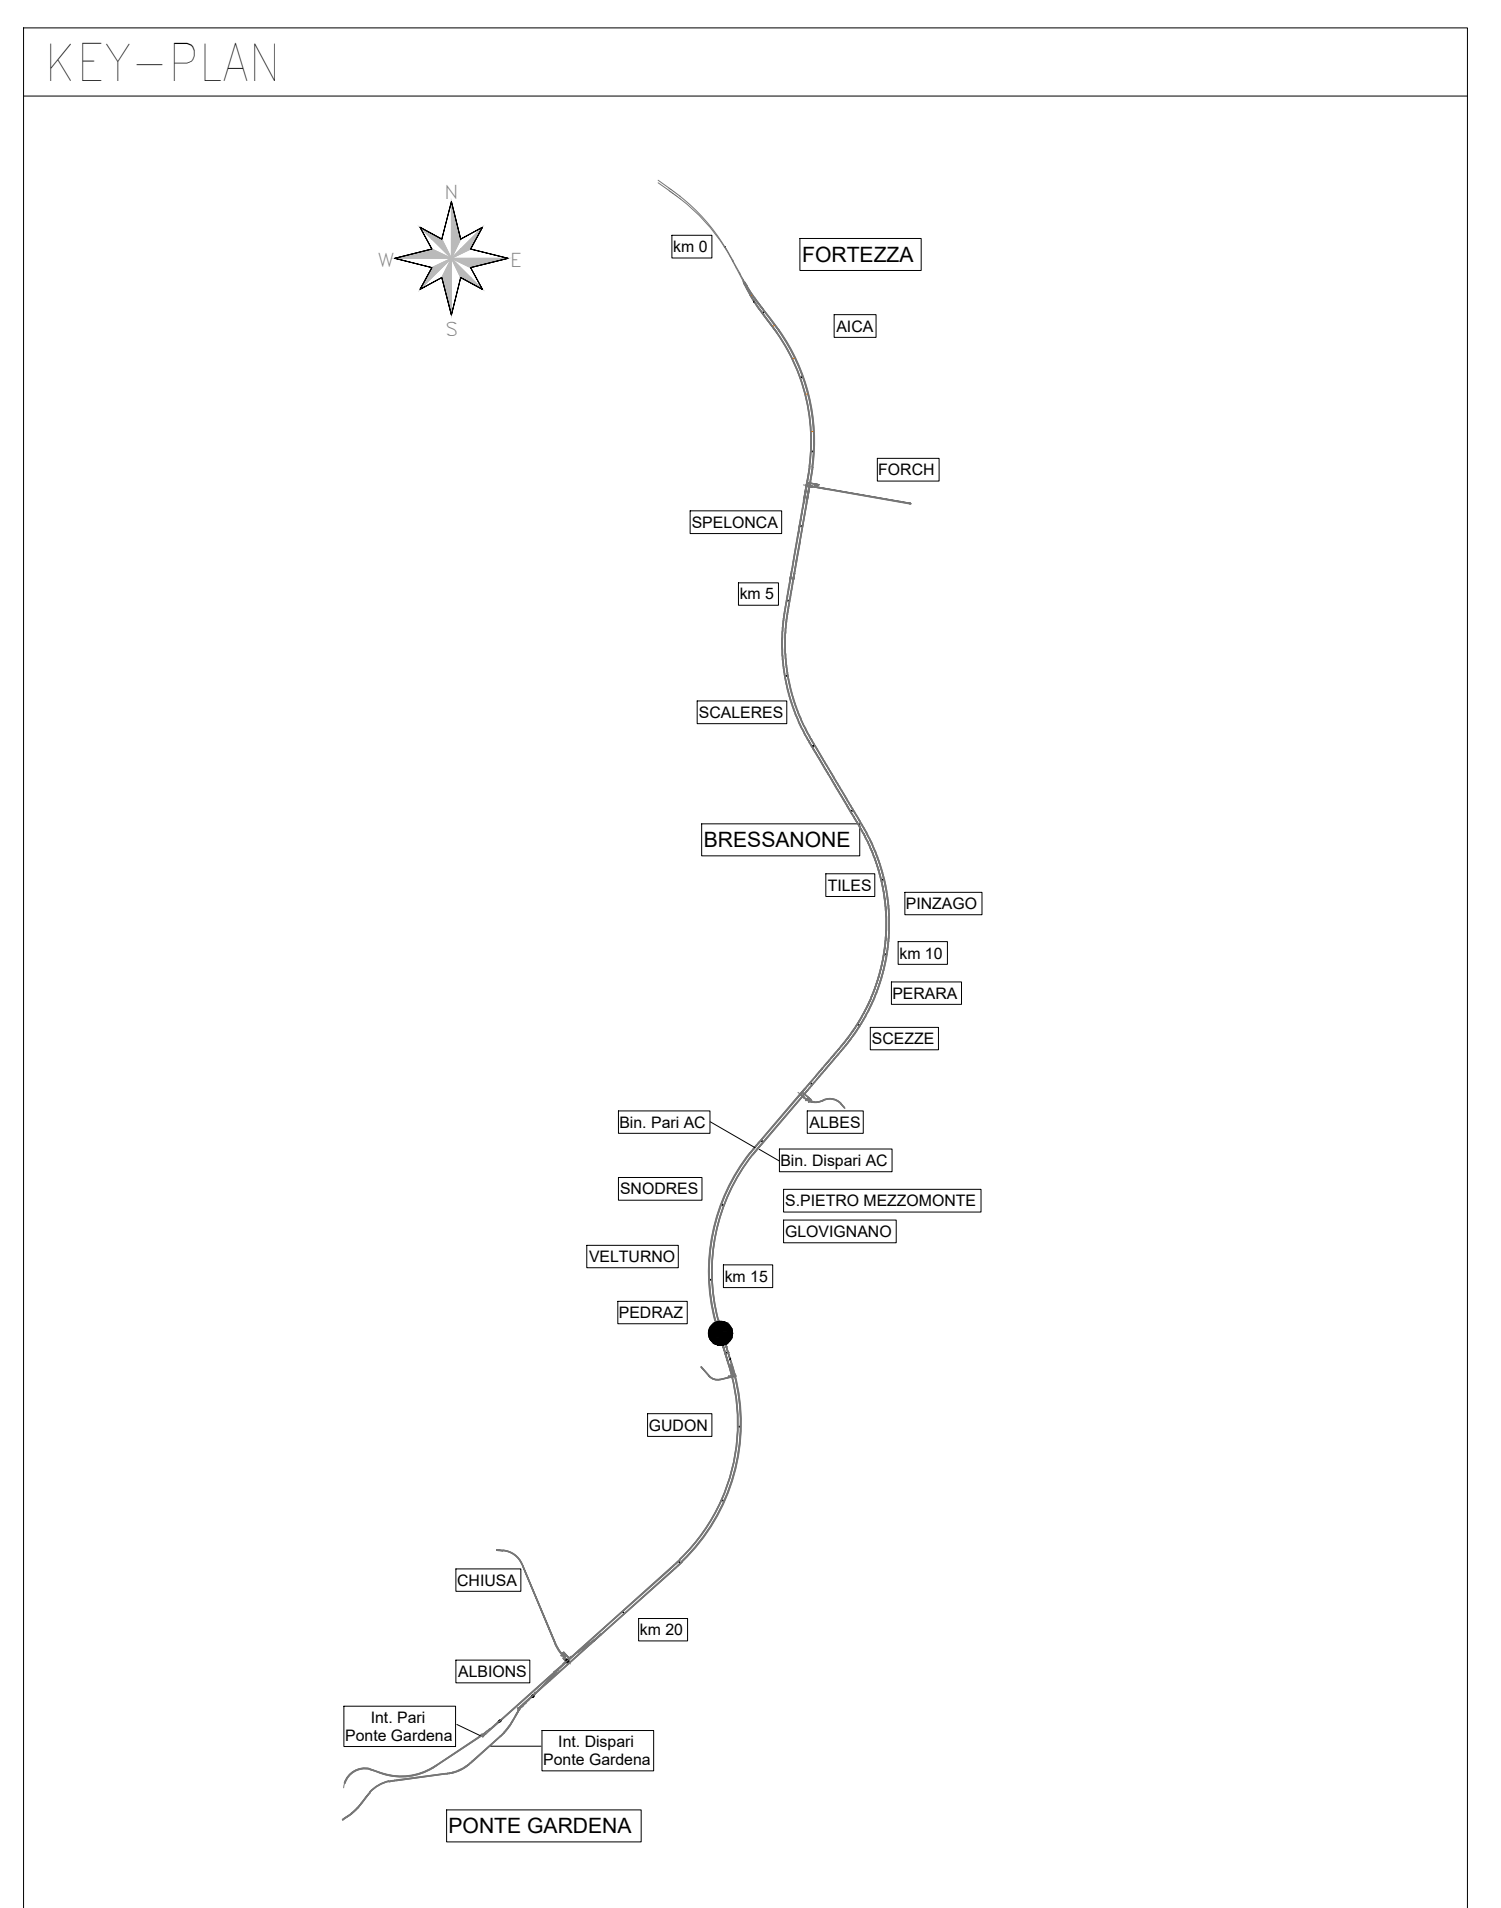 KEY-PLAN
N
W
E
S
km 0
FORTEZZA
AICA
FORCH
SPELONCA
km 5
SCALERES
BRESSANONE
TILES
PINZAGO
km 10
PERARA
SCEZZE
ALBES
Bin. Pari AC
Bin. Dispari AC
SNODRES
S.PIETRO MEZZOMONTE
GLOVIGNANO
VELTURNO
km 15
PEDRAZ
GUDON
CHIUSA
km 20
ALBIONS
Int. Pari
Ponte Gardena
Int. Dispari
Ponte Gardena
PONTE GARDENA